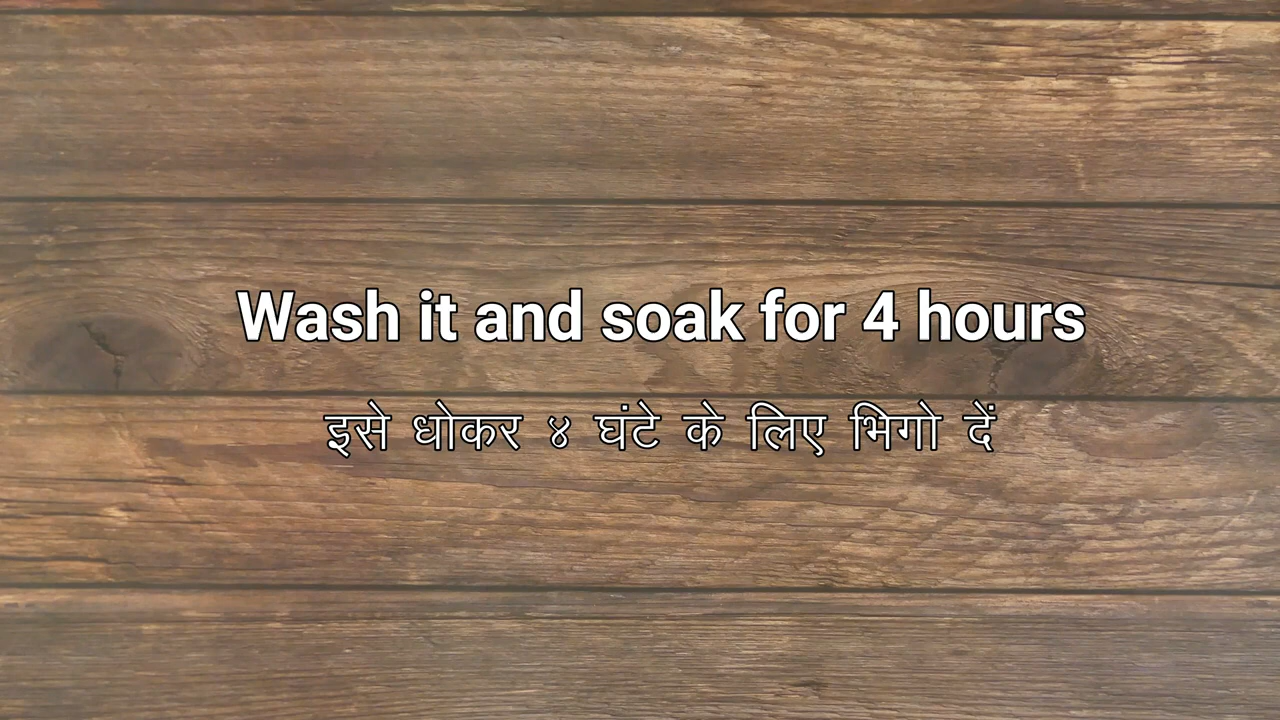 Wash it and soak for 4 hours
इसे धोकर ४ घंटे के लिए भिगो दें